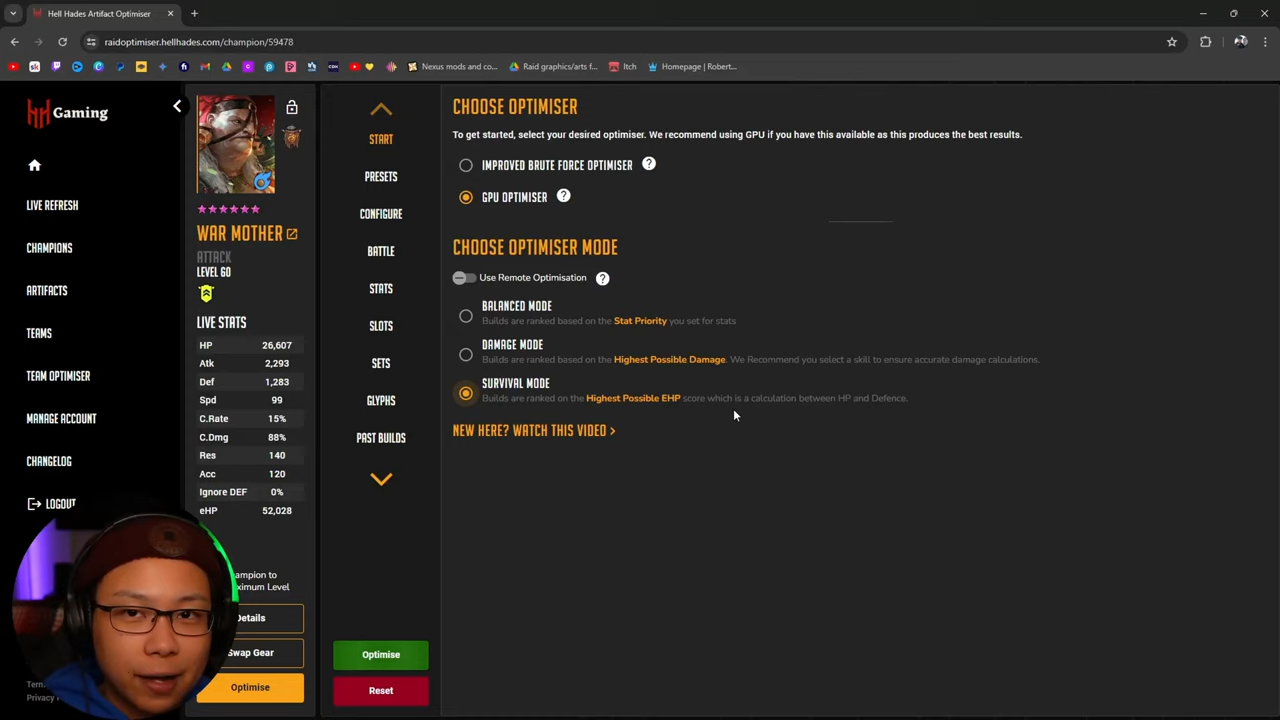 Hell Hades Artifact Optimiser
raidoptimiser.hellhades.com/champion/59478
Nexus mods and co...
Raid graphics/arts f...
Itch
Homepage | Robert...
Gaming
LIVE REFRESH
CHAMPIONS
ARTIFACTS
TEAMS
TEAM OPTIMISER
MANAGE ACCOUNT
CHANGELOG
LOGOUT
Privacy
WAR MOTHER
ATTACK
LEVEL 60
LIVE STATS
HP 26,607
Atk 2,293
Def 1,283
Spd 99
C.Rate 15%
C.Dmg 88%
Res 140
Acc 120
Ignore DEF 0%
eHP 52,028
ampion to
ximum Level
Details
Swap Gear
Optimise
START
PRESETS
CONFIGURE
BATTLE
STATS
SLOTS
SETS
GLYPHS
PAST BUILDS
Optimise
Reset
CHOOSE OPTIMISER
To get started, select your desired optimiser. We recommend using GPU if you have this available as this produces the best results.
IMPROVED BRUTE FORCE OPTIMISER ?
GPU OPTIMISER ?
CHOOSE OPTIMISER MODE
Use Remote Optimisation ?
BALANCED MODE
Builds are ranked based on the Stat Priority you set for stats
DAMAGE MODE
Builds are ranked based on the Highest Possible Damage. We Recommend you select a skill to ensure accurate damage calculations.
SURVIVAL MODE
Builds are ranked on the Highest Possible EHP score which is a calculation between HP and Defence.
NEW HERE? WATCH THIS VIDEO >